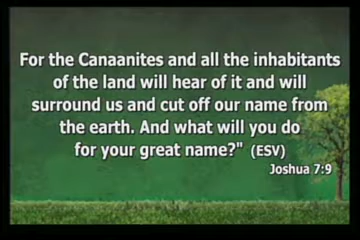 For the Canaanites and all the inhabitants
of the land will hear of it and will
surround us and cut off our name from
the earth. And what will you do
for your great name?" (ESV)
Joshua 7:9